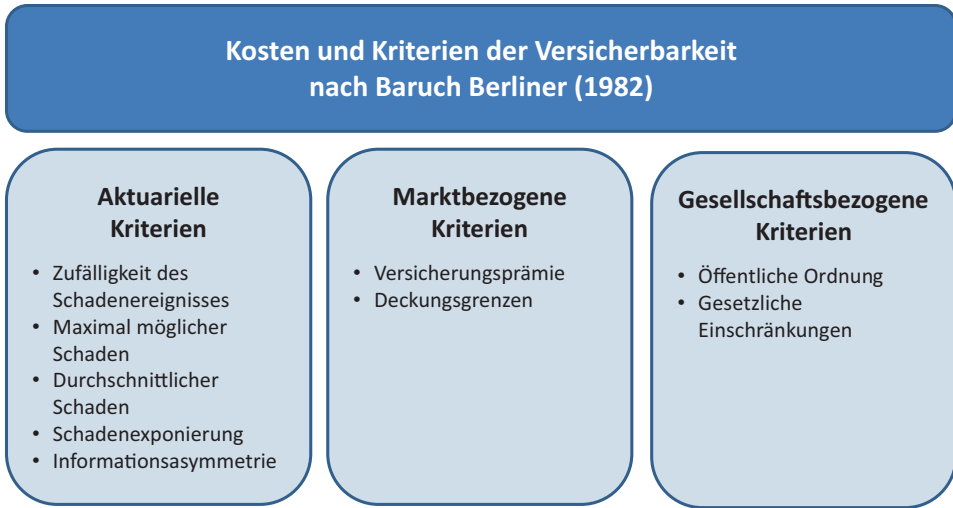 Kosten und Kriterien der Versicherbarkeit
nach Baruch Berliner (1982)
Aktuarielle
Kriterien
• Zufälligkeit des
Schadenereignisses
• Maximal möglicher
Schaden
• Durchschnittlicher
Schaden
• Schadenexponierung
• Informationsasymmetrie
Marktbezogene
Kriterien
• Versicherungsprämie
• Deckungsgrenzen
Gesellschaftsbezogene
Kriterien
• Öffentliche Ordnung
• Gesetzliche
Einschränkungen